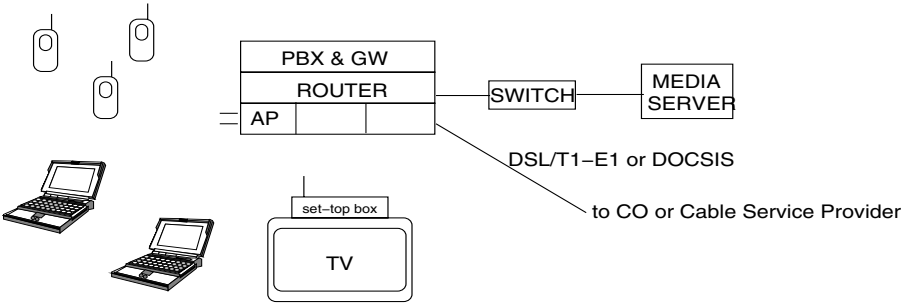 PBX & GW
ROUTER
AP
SWITCH
MEDIA
SERVER
DSL/T1−E1 or DOCSIS
to CO or Cable Service Provider
set−top box
TV